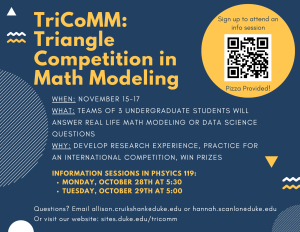 TriCoMM:
Triangle
Competition in
Math Modeling
Sign up to attend an
info session
Pizza Provided!
WHEN: NOVEMBER 15-17
WHAT: TEAMS OF 3 UNDERGRADUATE STUDENTS WILL
ANSWER REAL LIFE MATH MODELING OR DATA SCIENCE
QUESTIONS
WHY: DEVELOP RESEARCH EXPERIENCE, PRACTICE FOR
AN INTERNATIONAL COMPETITION, WIN PRIZES
INFORMATION SESSIONS IN PHSYICS 119:
• MONDAY, OCTOBER 28TH AT 5:30
• TUESDAY, OCTOBER 29TH AT 5:00
Questions? Email allison.cruikshank@duke.edu or hannah.scanlon@duke.edu
Or visit our website: sites.duke.edu/tricomm